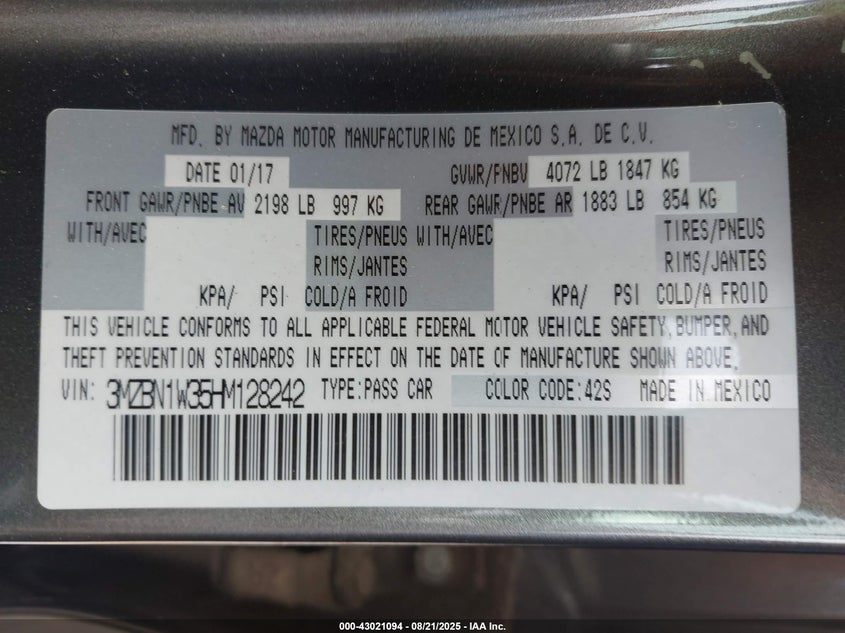 MFD. BY MAZDA MOTOR MANUFACTURING DE MEXICO S.A. DE C.V.
DATE 01/17 GVWR/PNBV 4072 LB 1847 KG
FRONT GAWR/PNBE AV 2198 LB 997 KG REAR GAWR/PNBE AR 1883 LB 854 KG
WITH/AVEC TIRES/PNEUS WITH/AVEC TIRES/PNEUS
RIMS/JANTES RIMS/JANTES
KPA/ PSI COLD/A FROID KPA/ PSI COLD/A FROID
THIS VEHICLE CONFORMS TO ALL APPLICABLE FEDERAL MOTOR VEHICLE SAFETY, BUMPER, AND
THEFT PREVENTION STANDARDS IN EFFECT ON THE DATE OF MANUFACTURE SHOWN ABOVE.
VIN: 3MZBN1W35HM128242 TYPE:PASS CAR COLOR CODE:42S MADE IN MEXICO
000-43021094 - 08/21/2025 - IAA Inc.